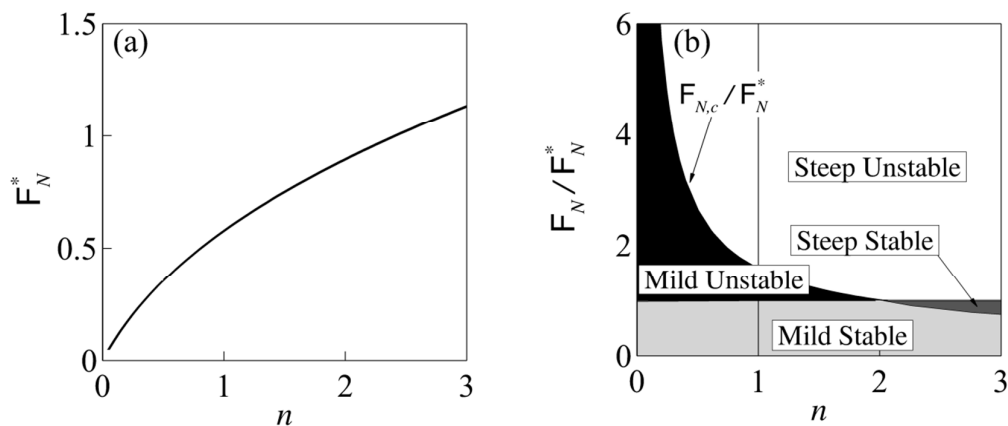 (a)
1.5
1
0.5
0
F*N
0
1
2
3
n
(b)
6
4
2
0
FN / F*N
FN,c / F*N
Steep Unstable
Steep Stable
Mild Unstable
Mild Stable
0
1
2
3
n